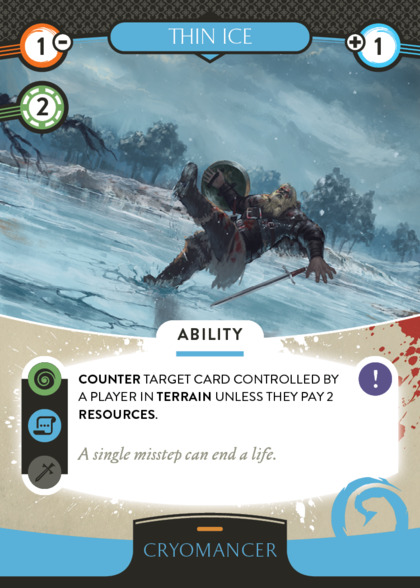 THIN ICE
1 -
+ 1
2
ABILITY
COUNTER TARGET CARD CONTROLLED BY
A PLAYER IN TERRAIN UNLESS THEY PAY 2
RESOURCES.
!
A single misstep can end a life.
CRYOMANCER